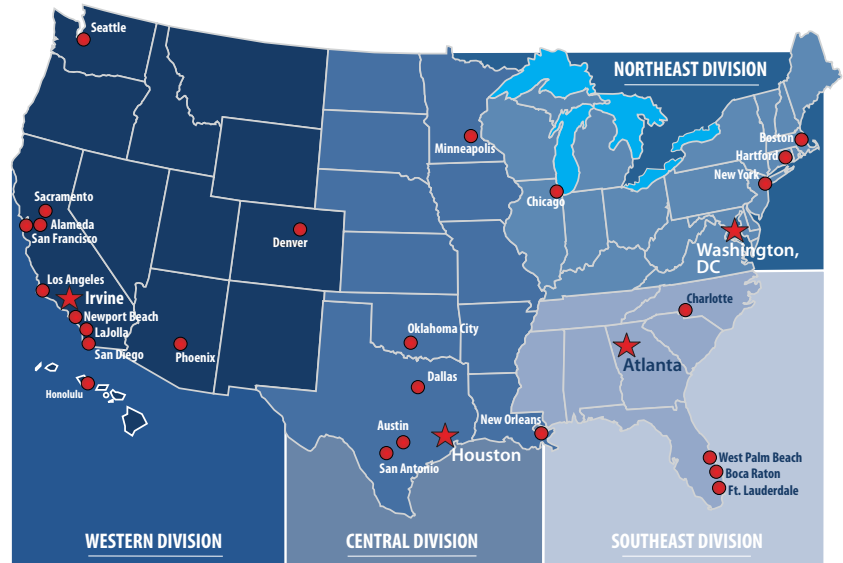 Seattle
NORTHEAST DIVISION
Minneapolis
Boston
Hartford
New York
Chicago
Sacramento
Alameda
San Francisco
Denver
Washington,
DC
Los Angeles
Irvine
Newport Beach
LaJolla
San Diego
Phoenix
Charlotte
Oklahoma City
Atlanta
Dallas
Honolulu
Austin
New Orleans
Houston
San Antonio
West Palm Beach
Boca Raton
Ft. Lauderdale
WESTERN DIVISION
CENTRAL DIVISION
SOUTHEAST DIVISION